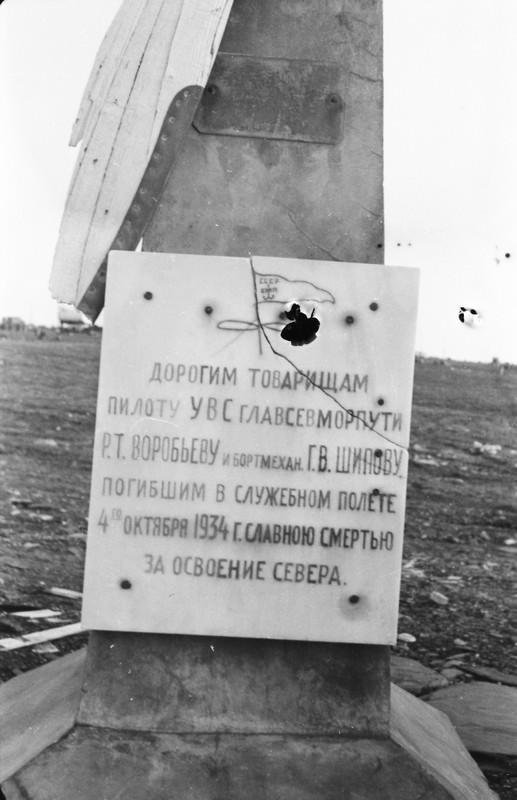 СССР
ДОРОГИМ ТОВАРИЩАМ
ПИЛОТУ УВС ГЛАВСЕВМОРПУТИ
Р.Т. ВОРОБЬЕВУ И БОРТМЕХАН. Г.В. ШИПОВУ,
ПОГИБШИМ В СЛУЖЕБНОМ ПОЛЕТЕ
4ГО ОКТЯБРЯ 1934 Г. СЛАВНОЮ СМЕРТЬЮ
ЗА ОСВОЕНИЕ СЕВЕРА.